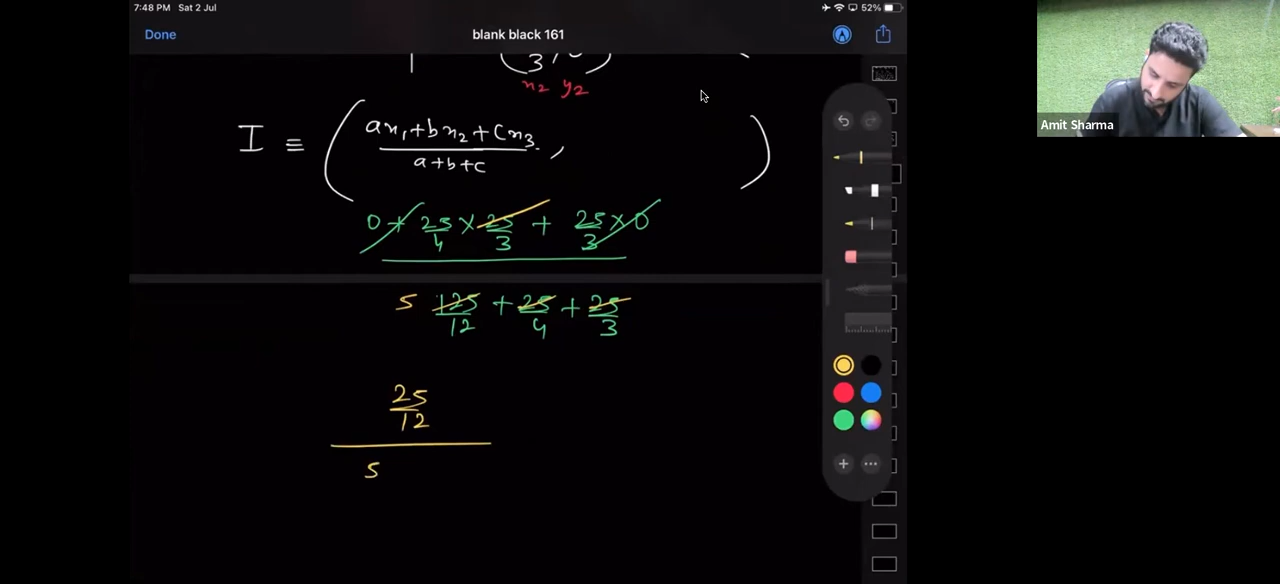 7:48 PM Sat 2 Jul 52%
Done blank black 161
Amit Sharma
3
x2 y2
I ≡ ( ax₁+bx₂+cx₃ / a+b+c , )
0 + 25/4 × 25/3 + 25/3 × 0
5 125/12 + 25/4 + 25/3
25/12
5